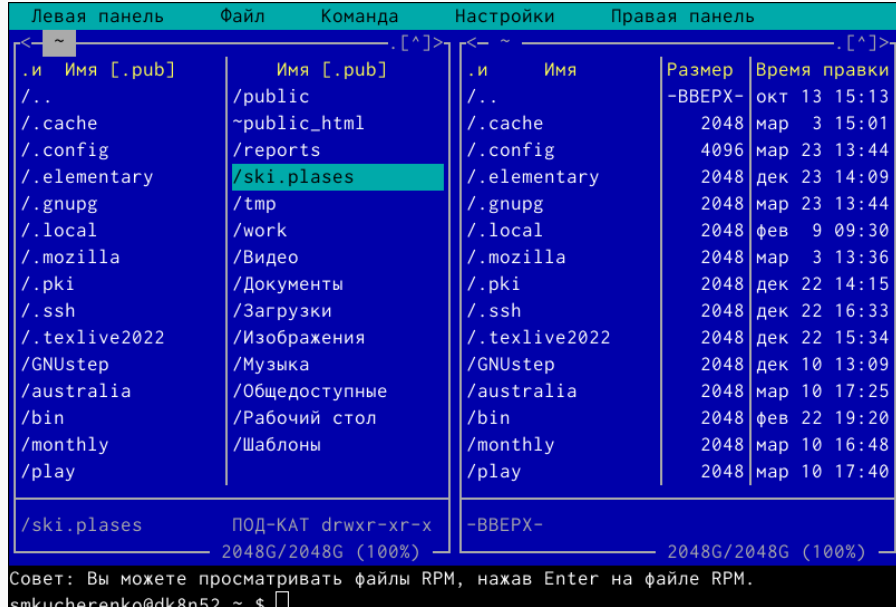 Левая панель Файл Команда Настройки Правая панель
<– ~ .[^]> <– ~ .[^]>
.и Имя [.pub] Имя [.pub] .и Имя Размер Время правки
/.. /public /.. -ВВЕРХ- окт 13 15:13
/.cache ~public_html /.cache 2048 мар 3 15:01
/.config /reports /.config 4096 мар 23 13:44
/.elementary /ski.plases /.elementary 2048 дек 23 14:09
/.gnupg /tmp /.gnupg 2048 мар 23 13:44
/.local /work /.local 2048 фев 9 09:30
/.mozilla /Видео /.mozilla 2048 мар 3 13:36
/.pki /Документы /.pki 2048 дек 22 14:15
/.ssh /Загрузки /.ssh 2048 дек 22 16:33
/.texlive2022 /Изображения /.texlive2022 2048 дек 22 15:34
/GNUstep /Музыка /GNUstep 2048 дек 10 13:09
/australia /Общедоступные /australia 2048 мар 10 17:25
/bin /Рабочий стол /bin 2048 фев 22 19:20
/monthly /Шаблоны /monthly 2048 мар 10 16:48
/play /play 2048 мар 10 17:40
/ski.plases ПОД-КАТ drwxr-xr-x -ВВЕРХ-
2048G/2048G (100%) 2048G/2048G (100%)
Совет: Вы можете просматривать файлы RPM, нажав Enter на файле RPM.
smkucherenko@dk8n52 ~ $